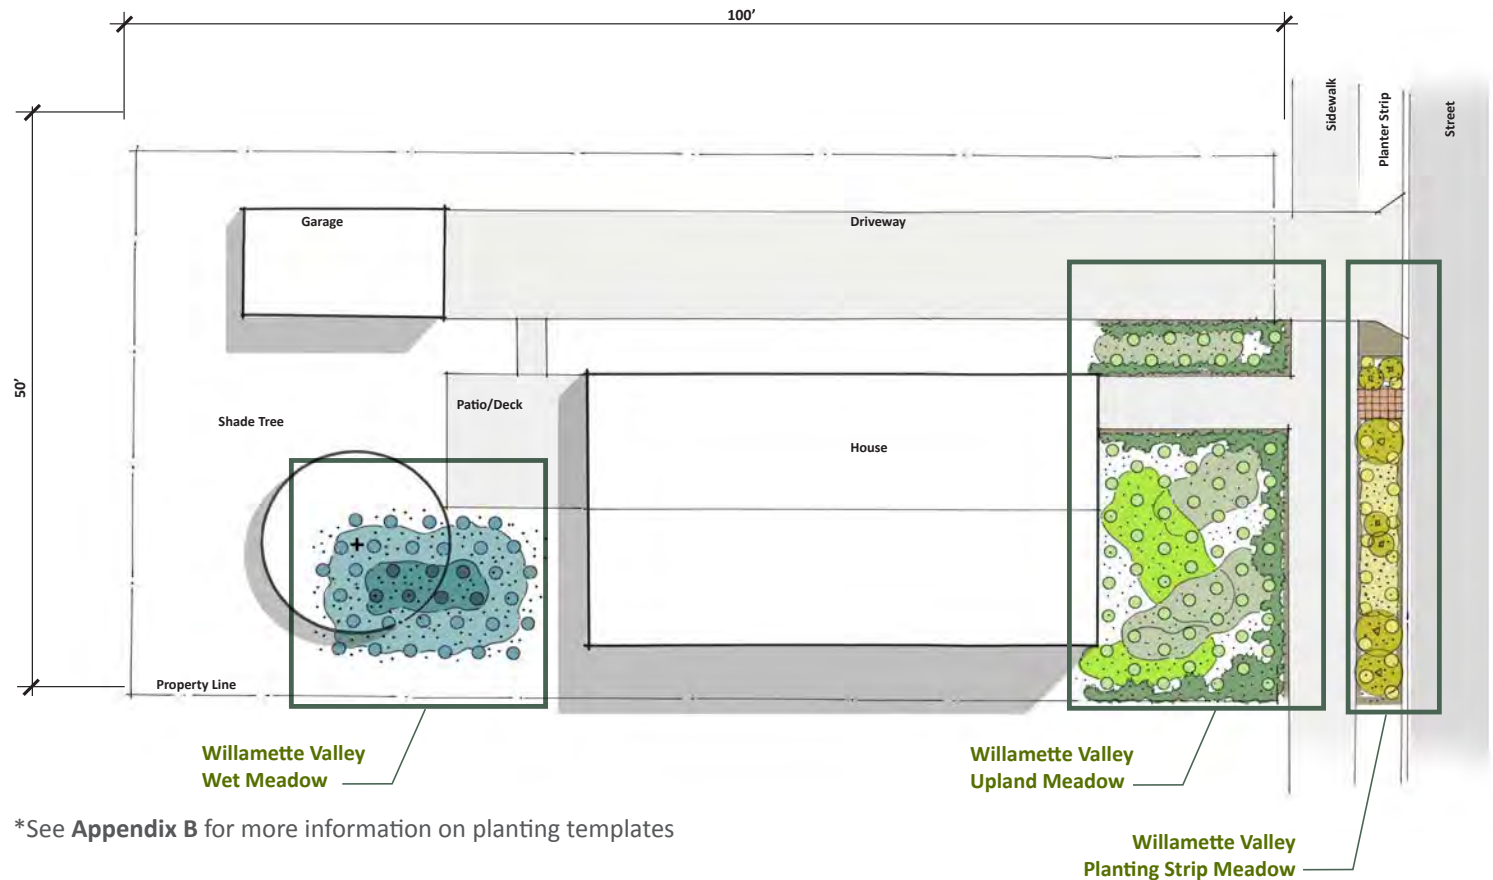 100’
Sidewalk
Planter Strip
Street
Garage
Driveway
50’
Patio/Deck
Shade Tree
House
Property Line
Willamette Valley
Wet Meadow
Willamette Valley
Upland Meadow
*See Appendix B for more information on planting templates
Willamette Valley
Planting Strip Meadow